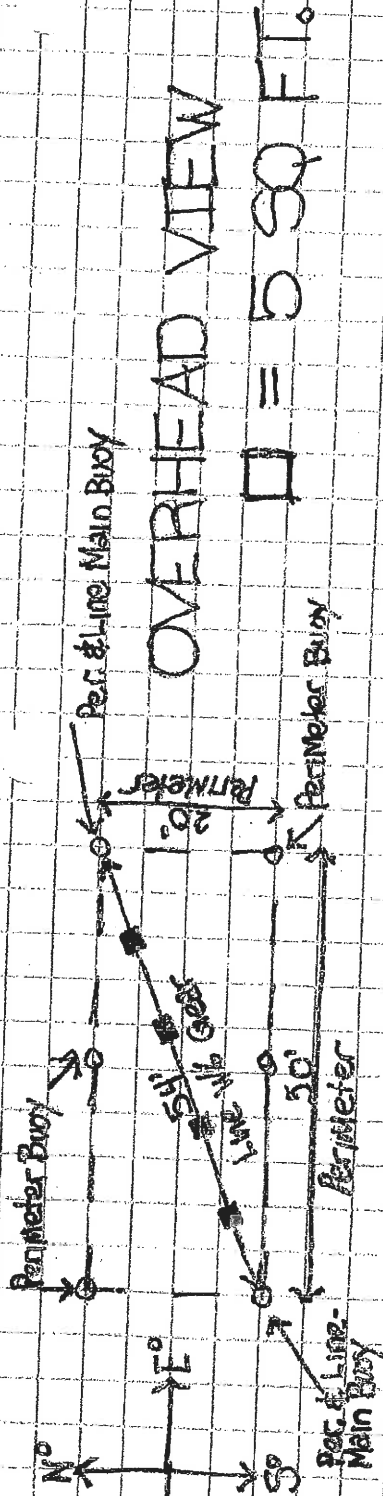 OVERHEAD VIEW
□ = 5 SQ FT.
Per. & Line Main Buoy
Perimeter Buoy
20'
Perimeter
54'
Line w/ Gear
Perimeter Buoy
50'
Perimeter
Per. & Line-
Main Buoy
N°
E°
S°